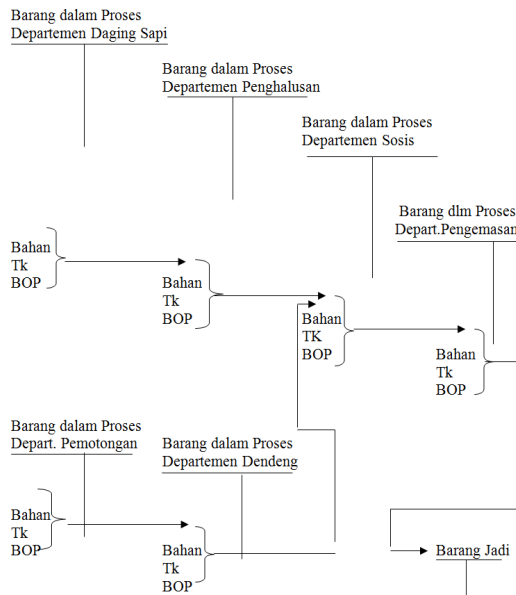 Barang dalam Proses
Departemen Daging Sapi
Barang dalam Proses
Departemen Penghalusan
Barang dalam Proses
Departemen Sosis
Barang dlm Proses
Depart.Pengemasan
Bahan
Tk
BOP
Bahan
Tk
BOP
Bahan
TK
BOP
Bahan
Tk
BOP
Barang dalam Proses
Depart. Pemotongan
Barang dalam Proses
Departemen Dendeng
Bahan
Tk
BOP
Bahan
Tk
BOP
Barang Jadi